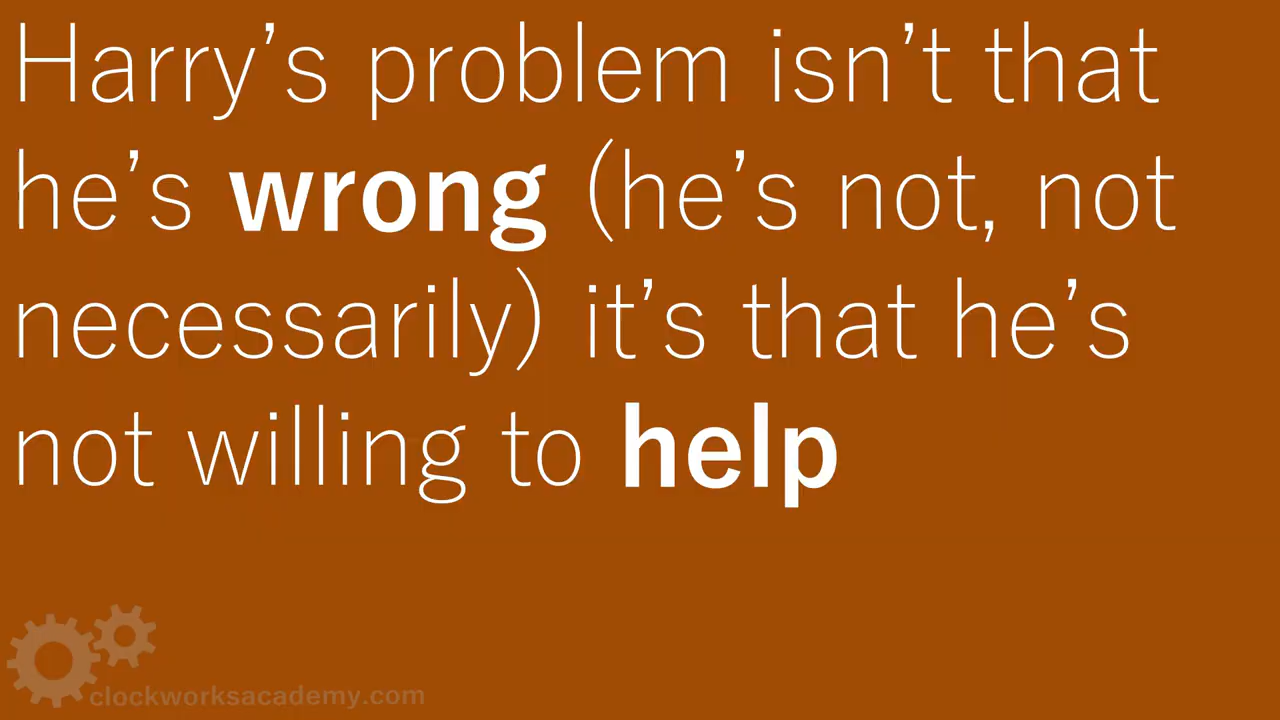 Harry’s problem isn’t that
he’s wrong (he’s not, not
necessarily) it’s that he’s
not willing to help
clockworksacademy.com